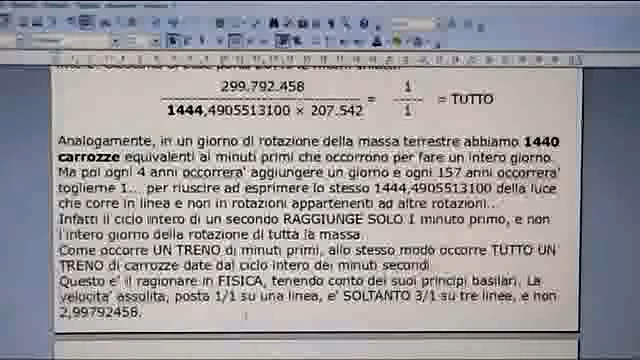 299.792.458
1444,4905513100 × 207.542 = 1 / 1 = TUTTO
Analogamente, in un giorno di rotazione della massa terrestre abbiamo 1440
carrozze equivalenti ai minuti primi che occorrono per fare un intero giorno.
Ma poi ogni 4 anni occorrera' aggiungere un giorno e ogni 157 anni occorrera'
toglierne 1... per riuscire ad esprimere lo stesso 1444,4905513100 della luce
che corre in linea e non in rotazioni appartenenti ad altre rotazioni...
Infatti il ciclo intero di un secondo RAGGIUNGE SOLO 1 minuto primo, e non
l'intero giorno della rotazione di tutta la massa.
Come occorre UN TRENO di minuti primi, allo stesso modo occorre TUTTO UN
TRENO di carrozze date dal ciclo intero dei minuti secondi
Questo e' il ragionare in FISICA, tenendo conto dei suoi principi basilari. La
velocita' assolita, posta 1/1 su una linea, e' SOLTANTO 3/1 su tre linee, e non
2,99792458.